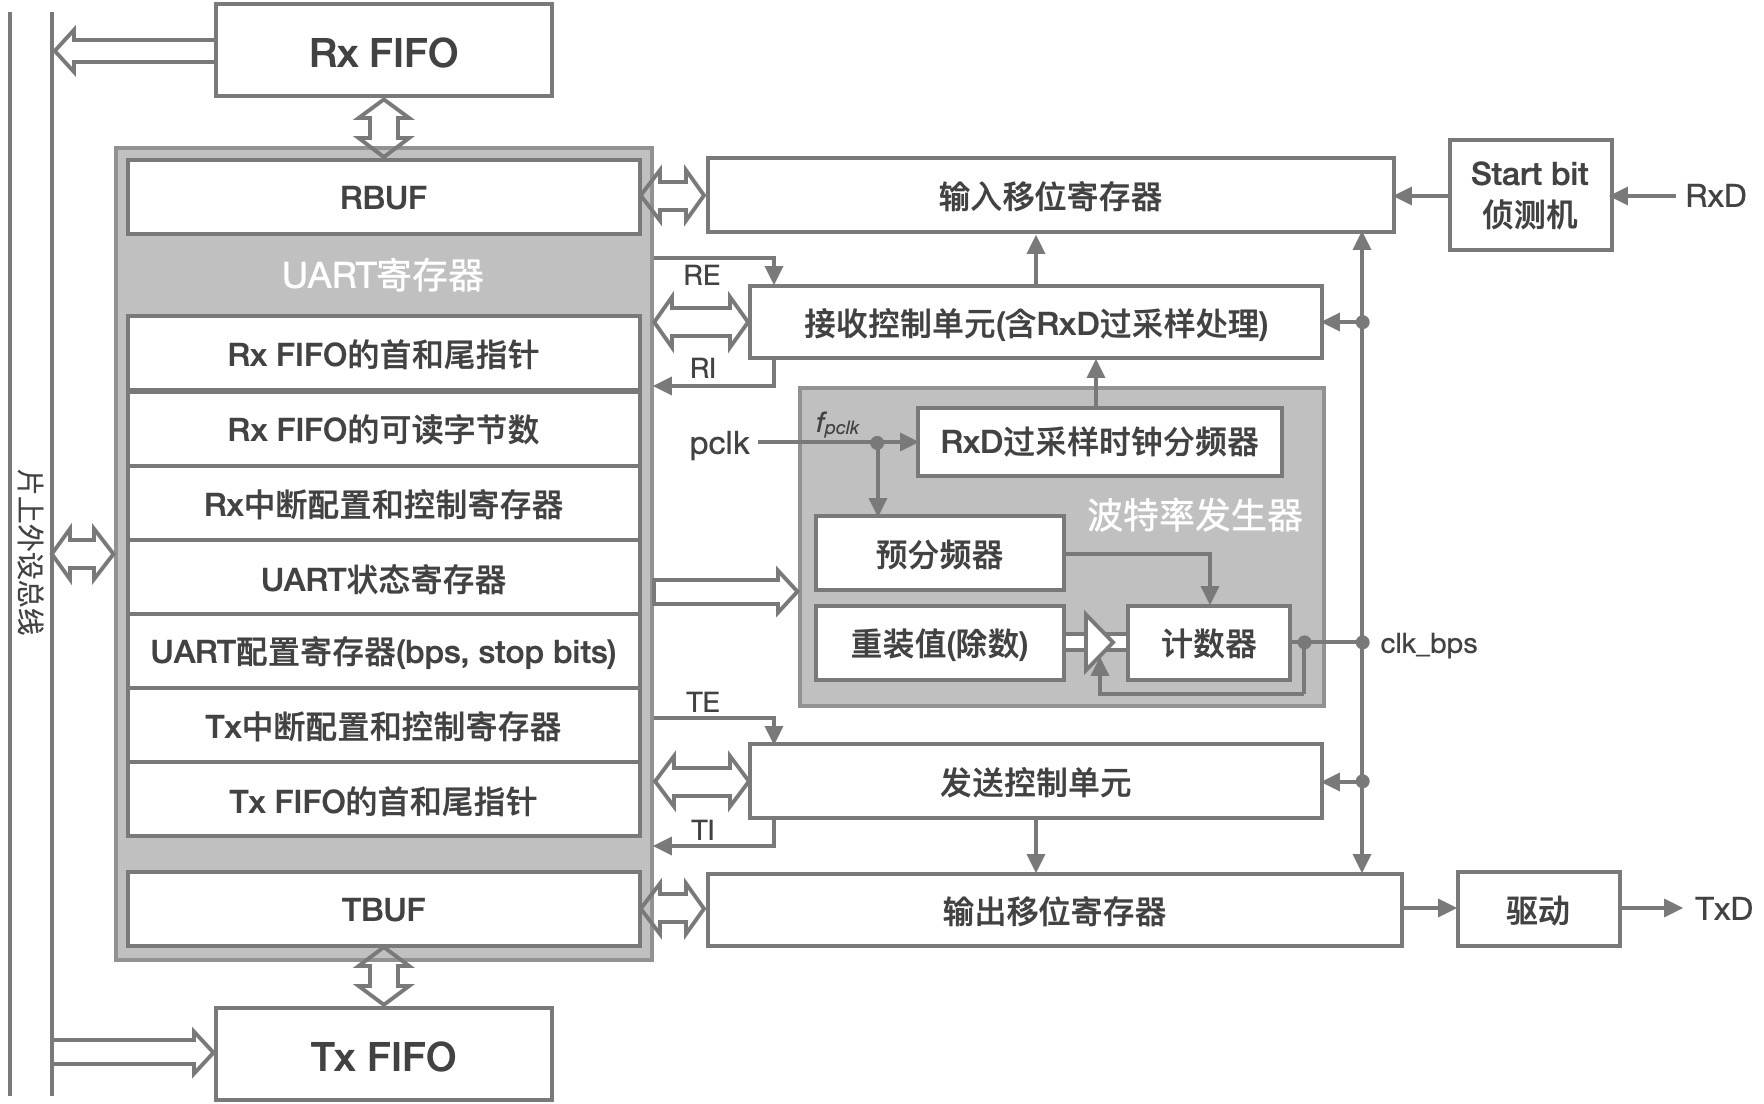 Rx FIFO
RBUF
输入移位寄存器
Start bit
侦测机
RxD
UART寄存器
RE
接收控制单元(含RxD过采样处理)
Rx FIFO的首和尾指针
RI
Rx FIFO的可读字节数
pclk
fpclk
RxD过采样时钟分频器
Rx中断配置和控制寄存器
波特率发生器
片上外设总线
预分频器
UART状态寄存器
UART配置寄存器(bps, stop bits)
重装值(除数)
计数器
clk_bps
TE
Tx中断配置和控制寄存器
发送控制单元
Tx FIFO的首和尾指针
TI
TBUF
输出移位寄存器
驱动
TxD
Tx FIFO